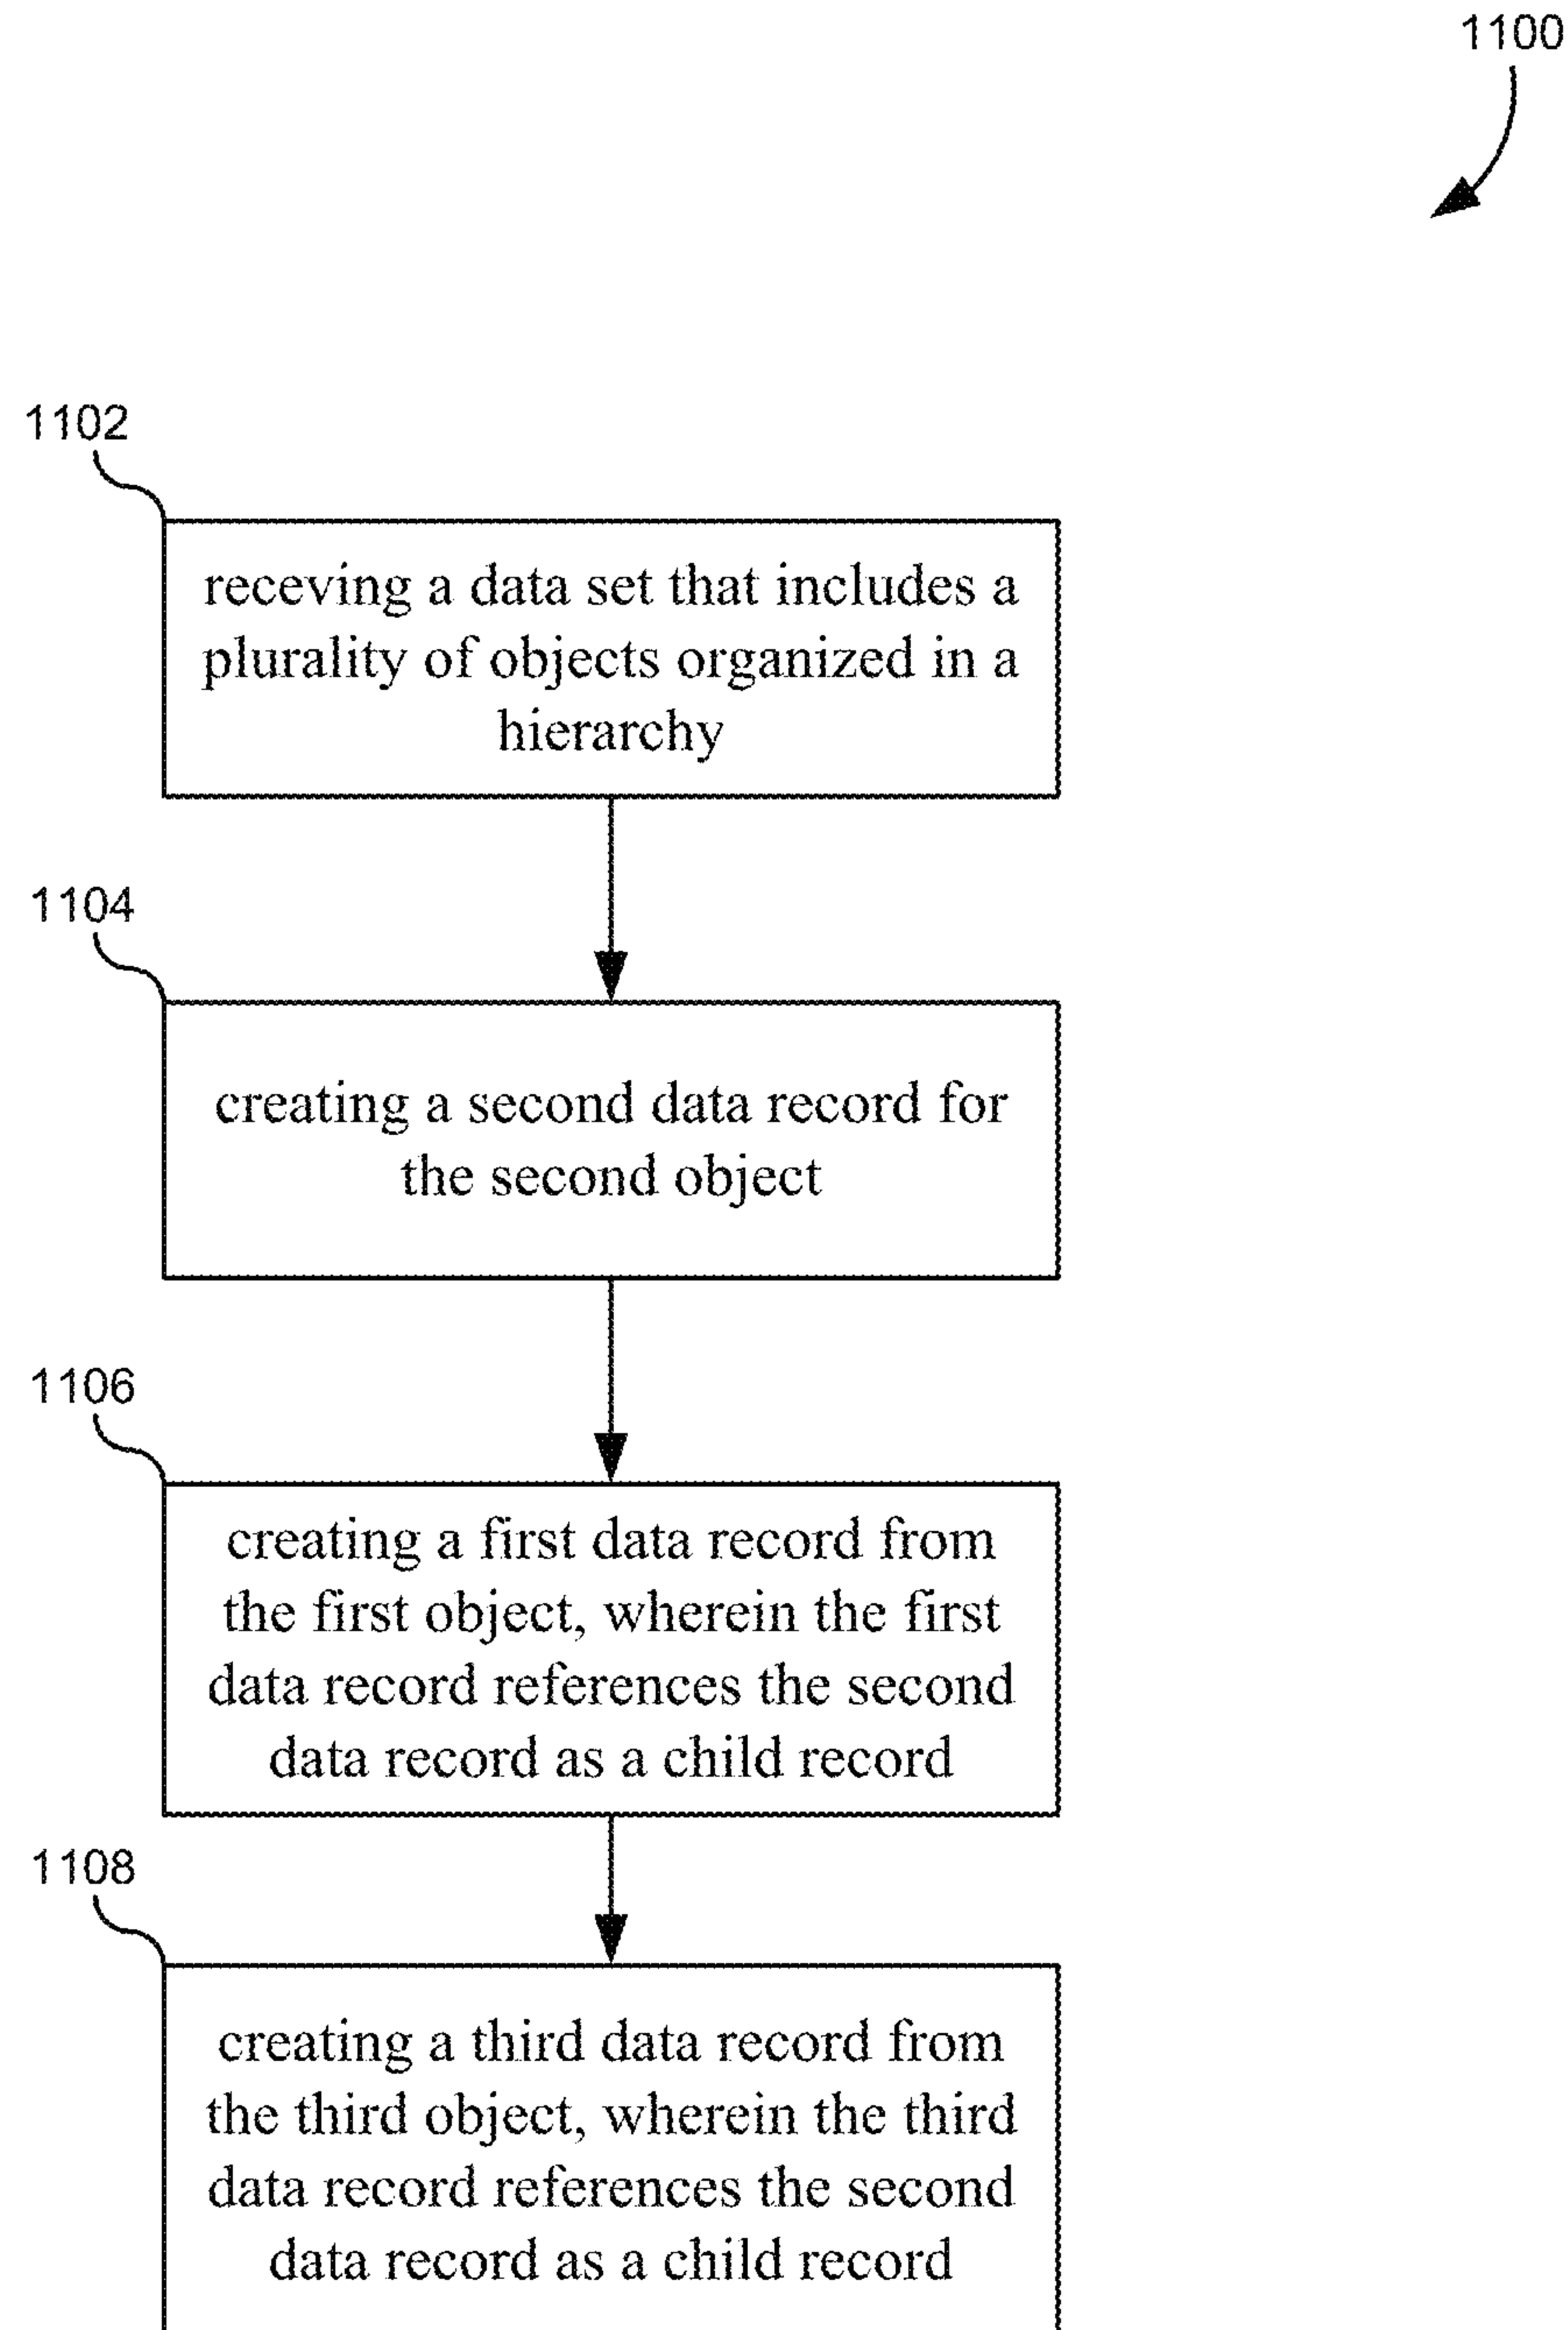 1100
1102
receving a data set that includes a
plurality of objects organized in a
hierarchy
1104
creating a second data record for
the second object
1106
creating a first data record from
the first object, wherein the first
data record references the second
data record as a child record
1108
creating a third data record from
the third object, wherein the third
data record references the second
data record as a child record